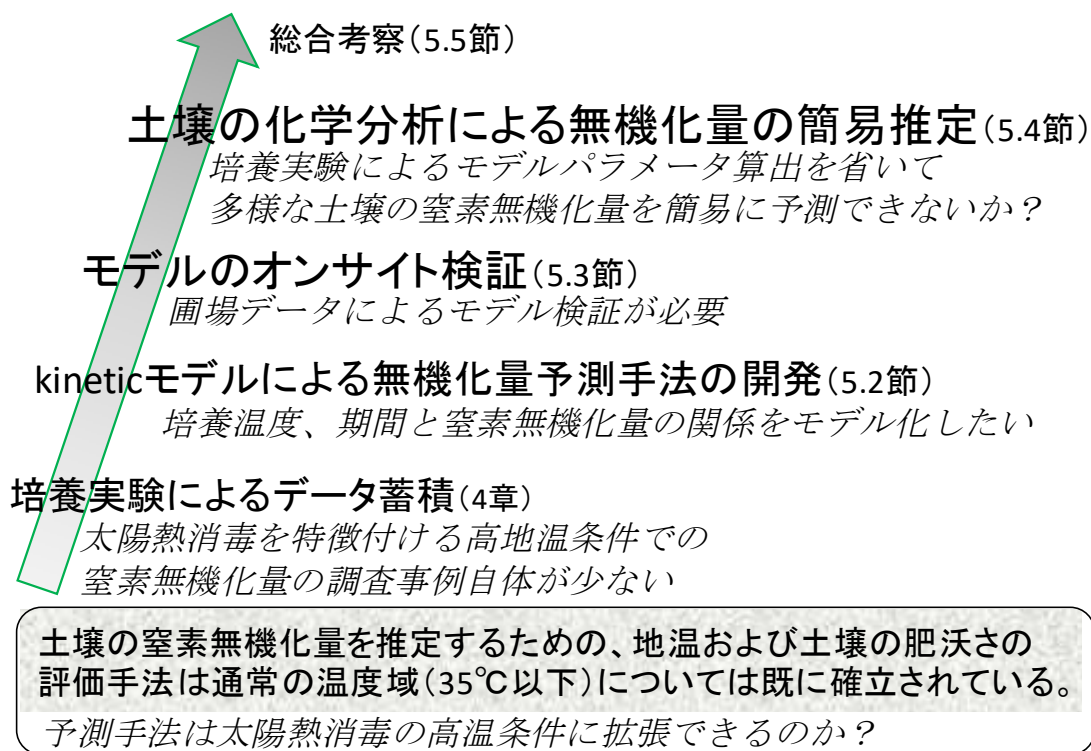 総合考察（5.5節）
土壌の化学分析による無機化量の簡易推定（5.4節）
培養実験によるモデルパラメータ算出を省いて
多様な土壌の窒素無機化量を簡易に予測できないか？
モデルのオンサイト検証（5.3節）
圃場データによるモデル検証が必要
kineticモデルによる無機化量予測手法の開発（5.2節）
培養温度、期間と窒素無機化量の関係をモデル化したい
培養実験によるデータ蓄積（4章）
太陽熱消毒を特徴付ける高地温条件での
窒素無機化量の調査事例自体が少ない
土壌の窒素無機化量を推定するための、地温および土壌の肥沃さの
評価手法は通常の温度域（35℃以下）については既に確立されている。
予測手法は太陽熱消毒の高温条件に拡張できるのか？